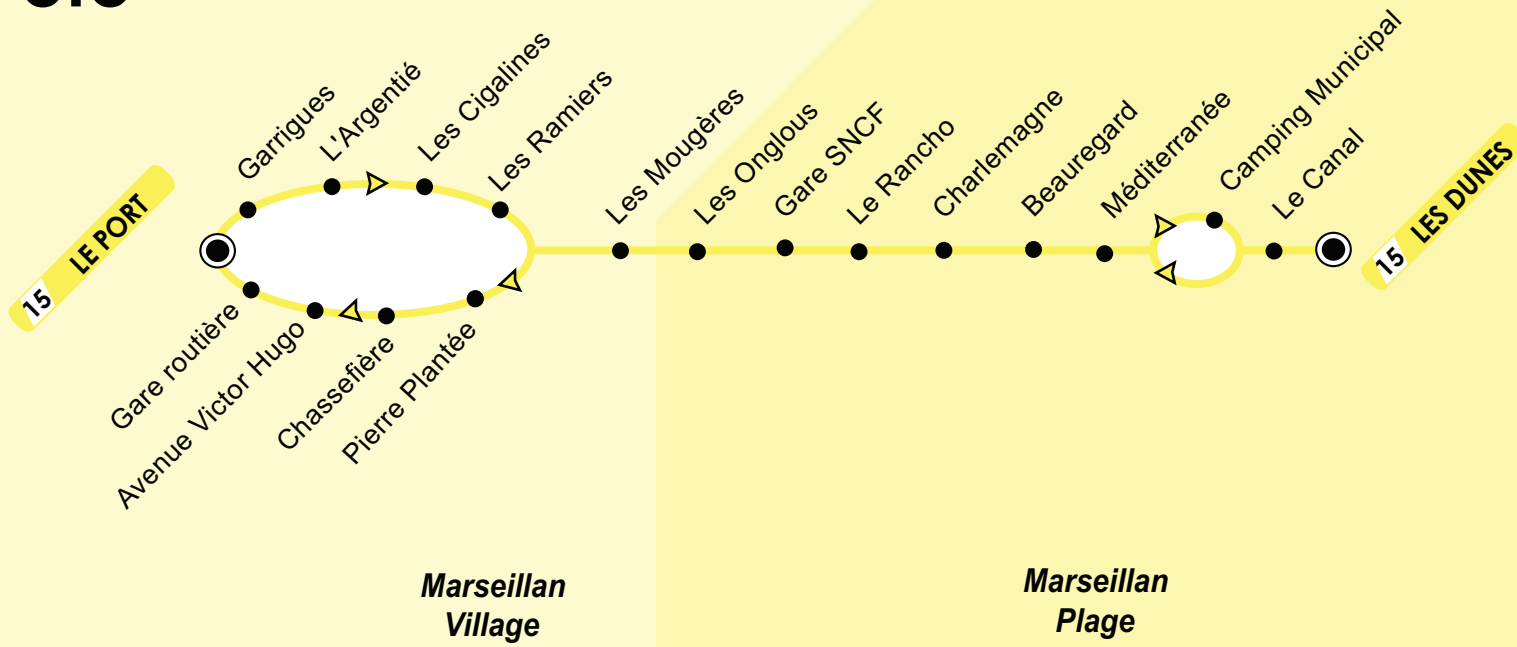 15 LE PORT
Garrigues
L'Argentié
Les Cigalines
Les Ramiers
Les Mougères
Les Onglous
Gare SNCF
Le Rancho
Charlemagne
Beauregard
Méditerranée
Camping Municipal
Le Canal
15 LES DUNES
Gare routière
Avenue Victor Hugo
Chassefière
Pierre Plantée
Marseillan
Village
Marseillan
Plage